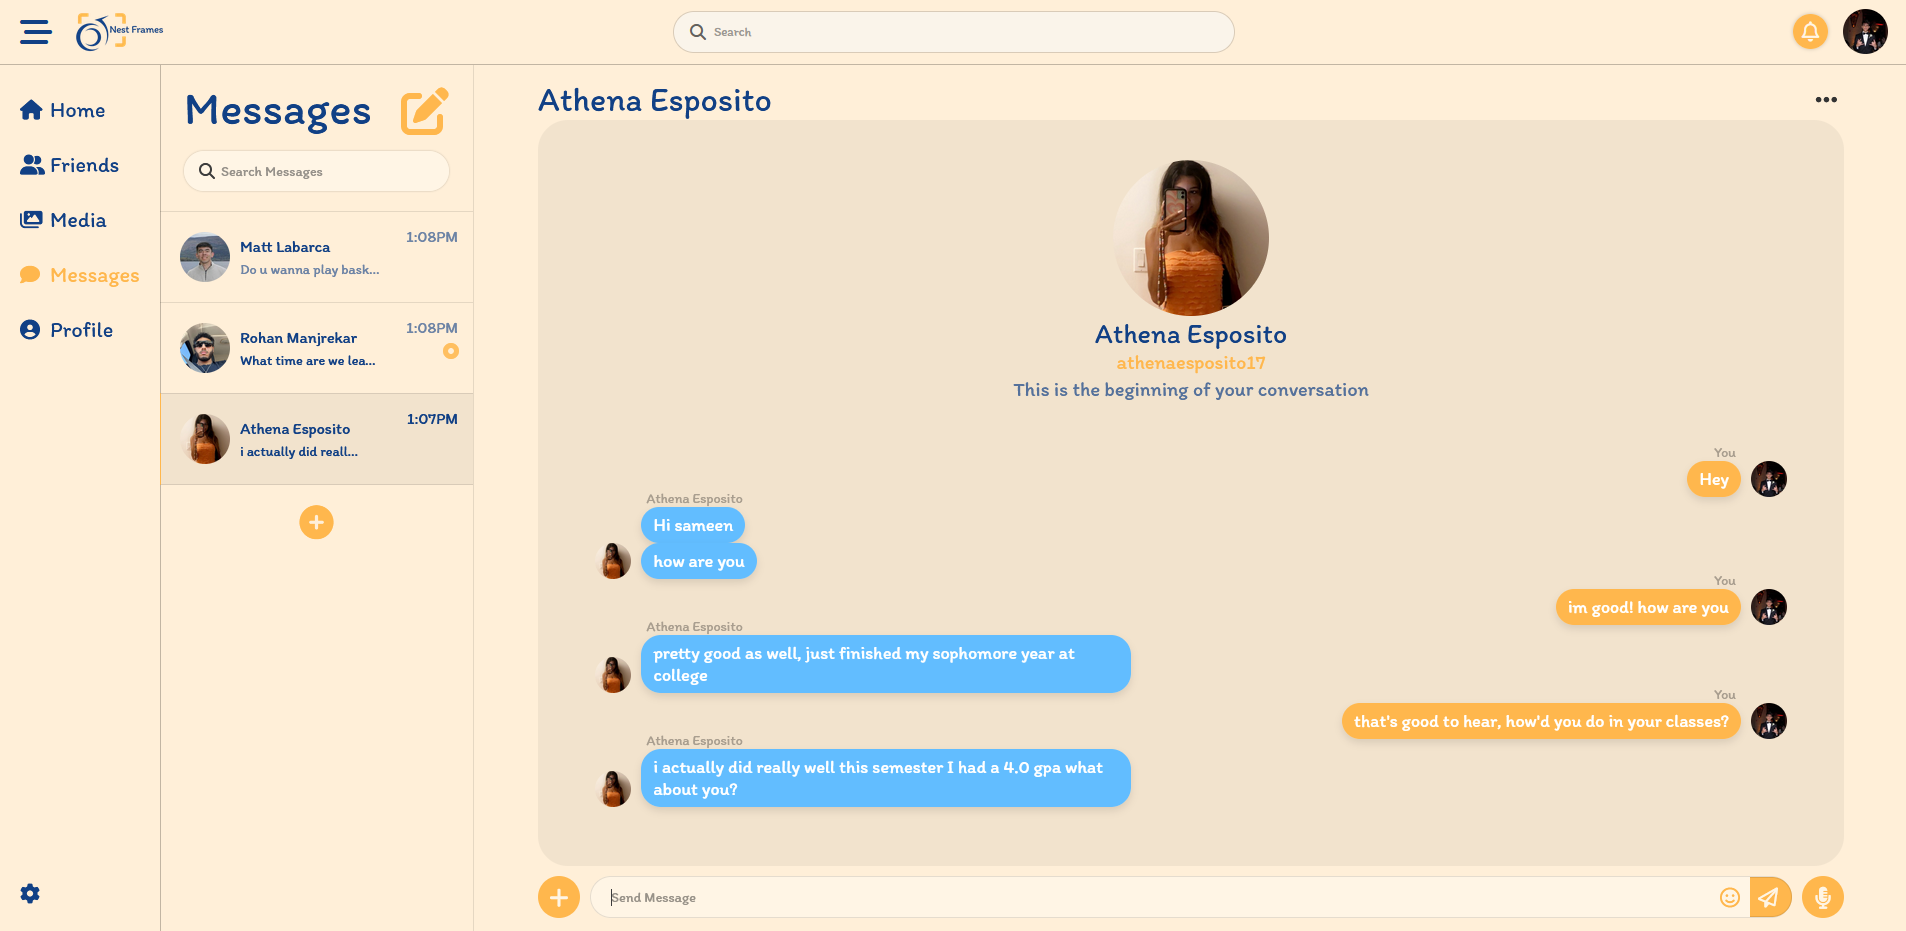 Nest Frames
Search
Home
Friends
Media
Messages
Profile
Messages
Search Messages
Matt Labarca
1:08PM
Do u wanna play bask...
Rohan Manjrekar
1:08PM
What time are we lea...
Athena Esposito
1:07PM
i actually did reall...
Athena Esposito
Athena Esposito
athenaesposito17
This is the beginning of your conversation
You
Hey
Athena Esposito
Hi sameen
how are you
You
im good! how are you
Athena Esposito
pretty good as well, just finished my sophomore year at
college
You
that's good to hear, how'd you do in your classes?
Athena Esposito
i actually did really well this semester I had a 4.0 gpa what
about you?
Send Message